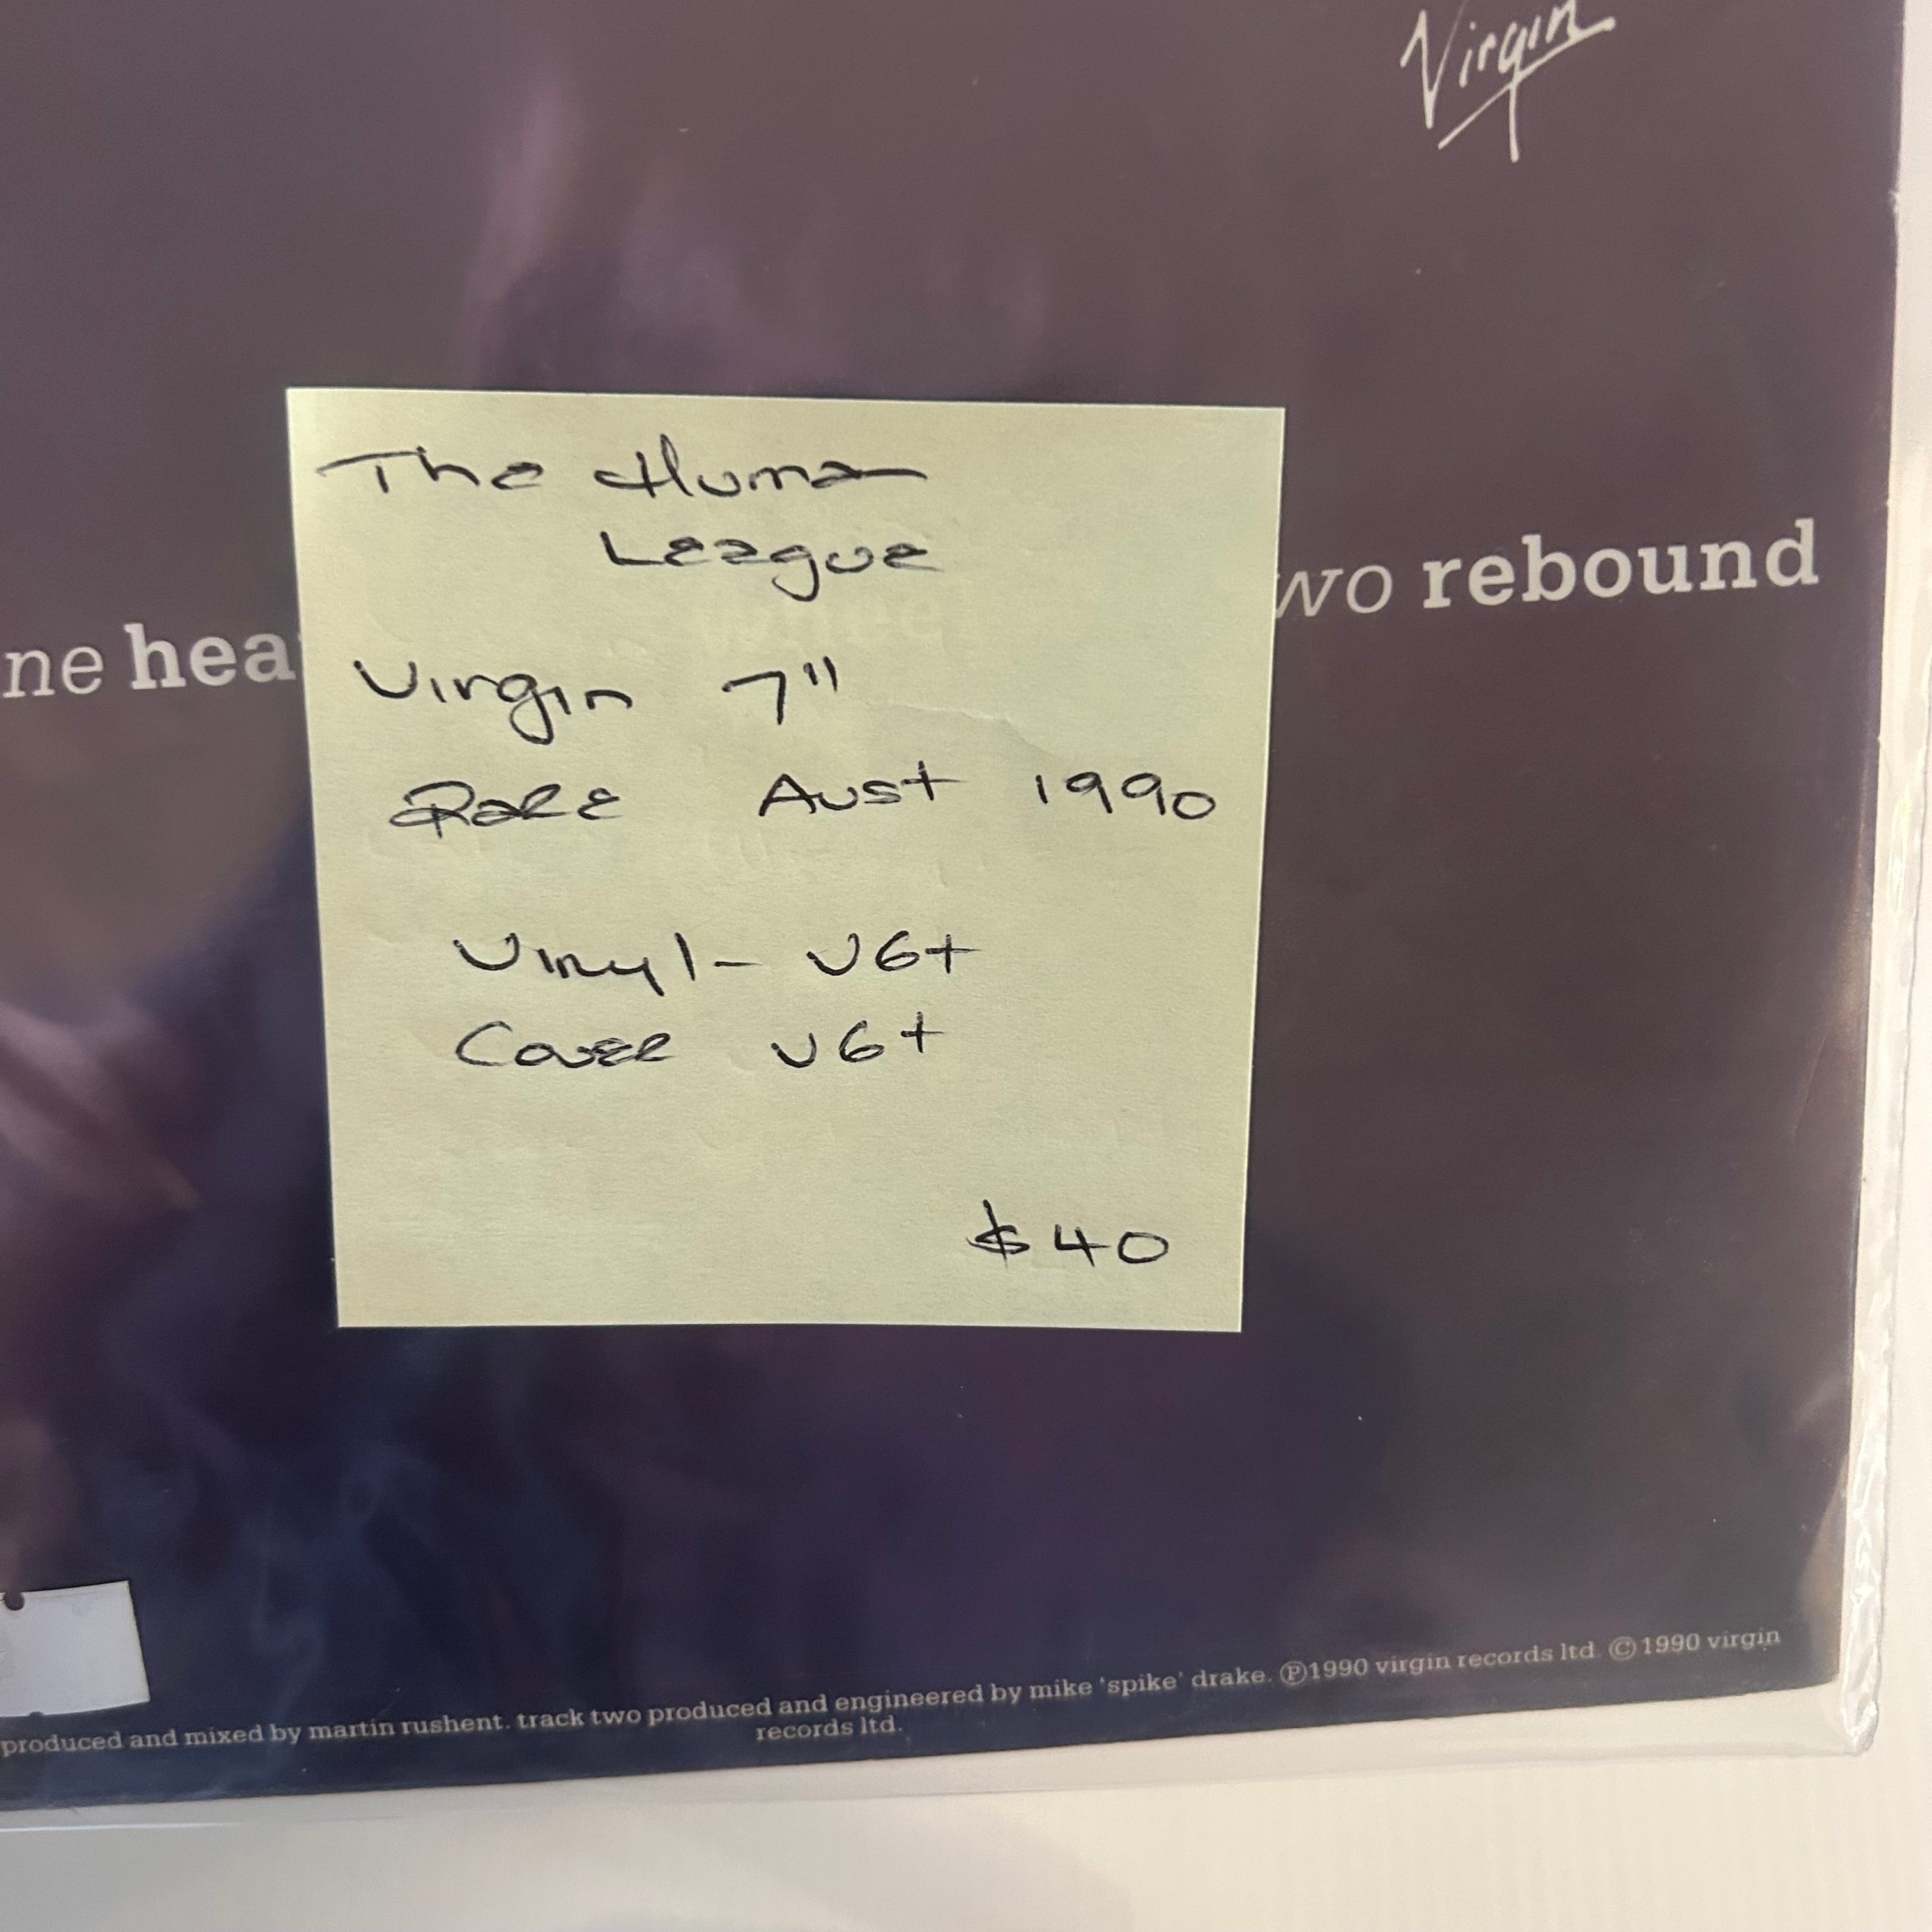 Virgin
The Human
League
Virgin 7"
Rare Aust 1990
Vinyl - VG+
Cover VG+
$40
ne hea
wo rebound
produced and mixed by martin rushent. track two produced and engineered by mike 'spike' drake. ℗1990 virgin records ltd. ©1990 virgin
records ltd.